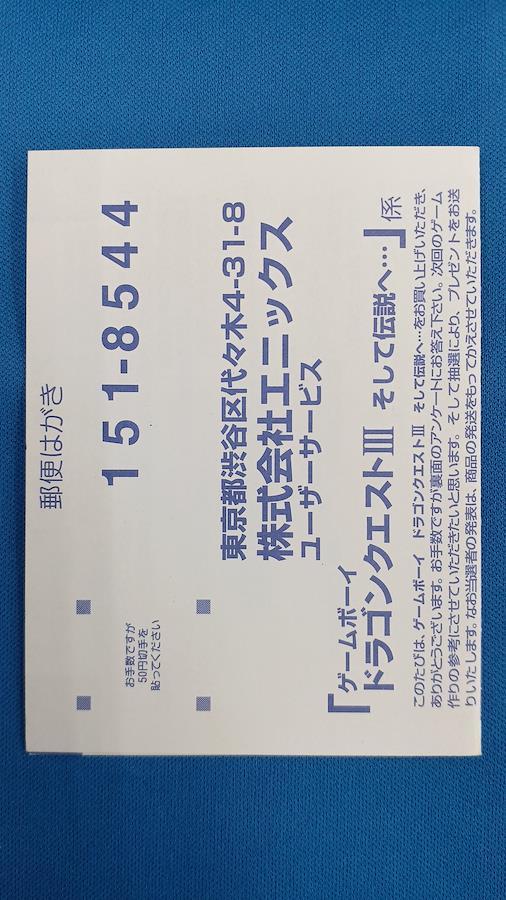 郵便はがき
151-8544
お手数ですが
50円切手を
貼ってください
東京都渋谷区代々木4-31-8
株式会社エニックス
ユーザーサービス
「ゲームボーイ
ドラゴンクエストIII そして伝説へ…」係
このたびは、ゲームボーイ ドラゴンクエストIII そして伝説へ…をお買い上げいただき、
ありがとうございます。お手数ですが裏面のアンケートにお答え下さい。次回のゲーム
作りの参考にさせていただきたいと思います。そして抽選により、プレゼントをお送
りいたします。なお当選者の発表は、商品の発送をもってかえさせていただきます。